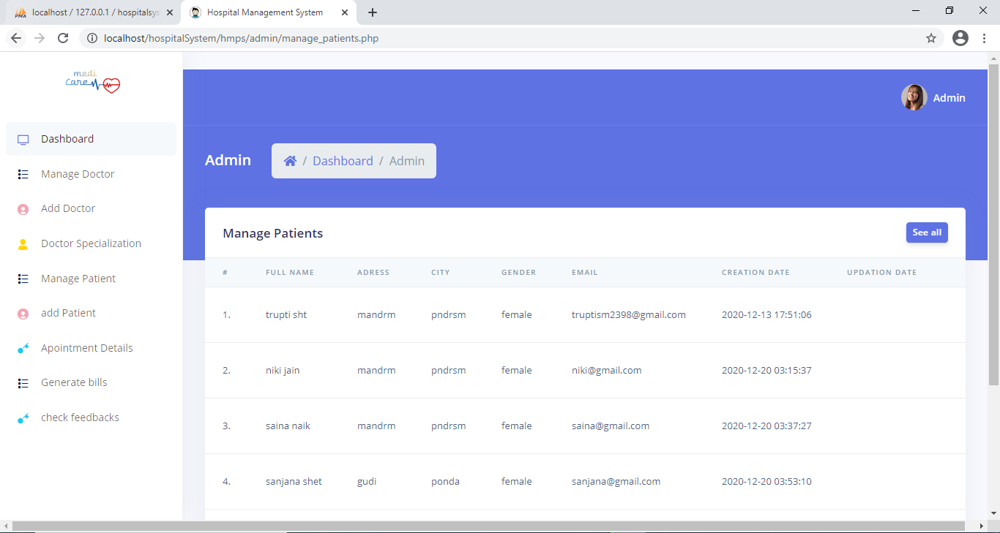 localhost / 127.0.0.1 / hospitalsys
Hospital Management System
localhost/hospitalSystem/hmps/admin/manage_patients.php
medi
care
Admin
Dashboard
Manage Doctor
Add Doctor
Doctor Specialization
Manage Patient
add Patient
Apointment Details
Generate bills
check feedbacks
Admin / Dashboard / Admin
Manage Patients See all
# FULL NAME ADRESS CITY GENDER EMAIL CREATION DATE UPDATION DATE
1. trupti sht mandrm pndrsm female truptism2398@gmail.com 2020-12-13 17:51:06
2. niki jain mandrm pndrsm female niki@gmail.com 2020-12-20 03:15:37
3. saina naik mandrm pndrsm female saina@gmail.com 2020-12-20 03:37:27
4. sanjana shet gudi ponda female sanjana@gmail.com 2020-12-20 03:53:10